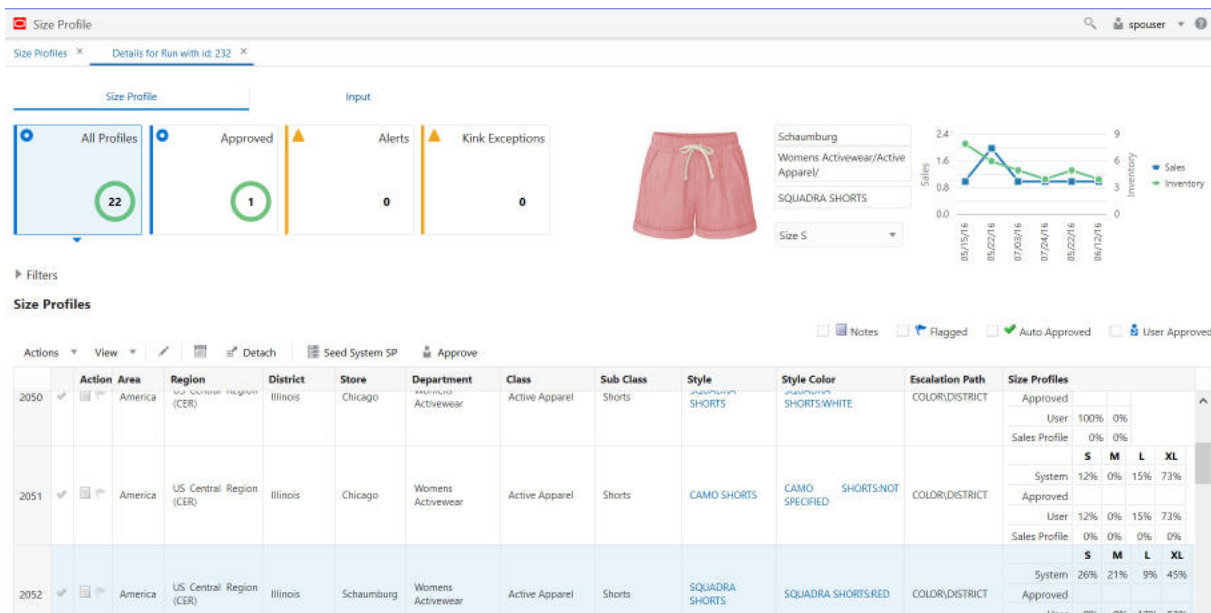 Size Profile
spouser
Size Profiles ×
Details for Run with id: 232 ×
Size Profile
Input
All Profiles
22
Approved
1
Alerts
0
Kink Exceptions
0
Schaumburg
Womens Activewear/Active
Apparel/
SQUADRA SHORTS
Size S
Sales
2.4
1.6
0.8
0.0
9
6
3
0
Inventory
05/15/16
05/22/16
07/03/16
07/24/16
05/22/16
06/12/16
Sales
Inventory
Filters
Size Profiles
Notes
Flagged
Auto Approved
User Approved
Actions
View
Detach
Seed System SP
Approve
Action Area Region District Store Department Class Sub Class Style Style Color Escalation Path Size Profiles
2050 America US Central Region Illinois Chicago Womens Active Apparel Shorts SQUADRA SQUADRA COLOR\DISTRICT Approved
(CER) Activewear SHORTS SHORTS:WHITE
User 100% 0%
Sales Profile 0% 0%
S M L XL
System 12% 0% 15% 73%
2051 America US Central Region Illinois Chicago Womens Active Apparel Shorts CAMO SHORTS CAMO SHORTS:NOT COLOR\DISTRICT Approved
(CER) Activewear SPECIFIED
User 12% 0% 15% 73%
Sales Profile 0% 0% 0% 0%
S M L XL
System 26% 21% 9% 45%
2052 America US Central Region Illinois Schaumburg Womens Active Apparel Shorts SQUADRA SQUADRA SHORTS:RED COLOR\DISTRICT Approved
(CER) Activewear SHORTS